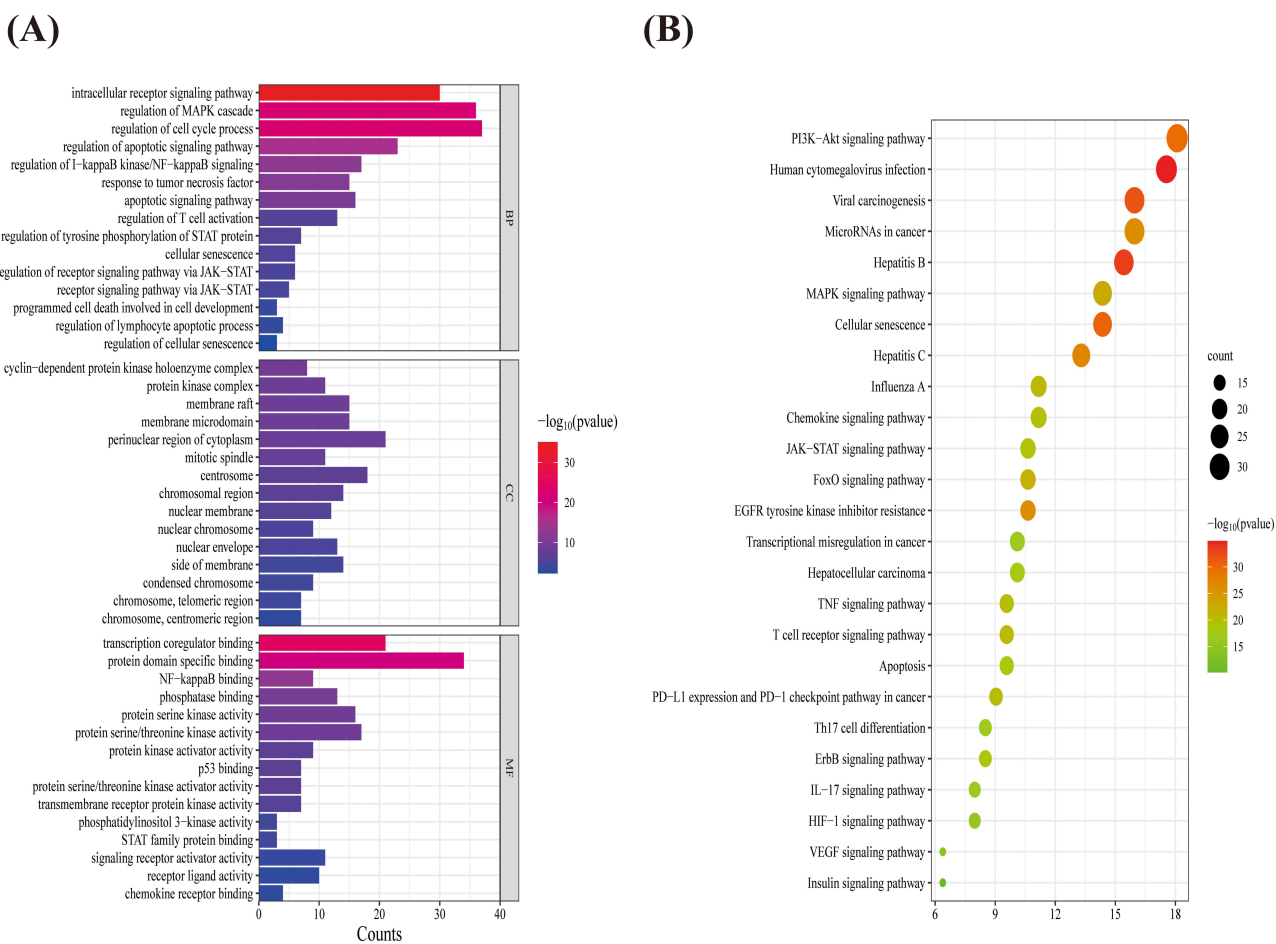 (A)
intracellular receptor signaling pathway
regulation of MAPK cascade
regulation of cell cycle process
regulation of apoptotic signaling pathway
regulation of I−kappaB kinase/NF−kappaB signaling
response to tumor necrosis factor
apoptotic signaling pathway
regulation of T cell activation
regulation of tyrosine phosphorylation of STAT protein
cellular senescence
egulation of receptor signaling pathway via JAK−STAT
receptor signaling pathway via JAK−STAT
programmed cell death involved in cell development
regulation of lymphocyte apoptotic process
regulation of cellular senescence
BP
cyclin−dependent protein kinase holoenzyme complex
protein kinase complex
membrane raft
membrane microdomain
perinuclear region of cytoplasm
mitotic spindle
centrosome
chromosomal region
nuclear membrane
nuclear chromosome
nuclear envelope
side of membrane
condensed chromosome
chromosome, telomeric region
chromosome, centromeric region
CC
transcription coregulator binding
protein domain specific binding
NF−kappaB binding
phosphatase binding
protein serine kinase activity
protein serine/threonine kinase activity
protein kinase activator activity
p53 binding
protein serine/threonine kinase activator activity
transmembrane receptor protein kinase activity
phosphatidylinositol 3−kinase activity
STAT family protein binding
signaling receptor activator activity
receptor ligand activity
chemokine receptor binding
MF
0 10 20 30 40
Counts
−log10(pvalue)
30
20
10
(B)
PI3K−Akt signaling pathway
Human cytomegalovirus infection
Viral carcinogenesis
MicroRNAs in cancer
Hepatitis B
MAPK signaling pathway
Cellular senescence
Hepatitis C
Influenza A
Chemokine signaling pathway
JAK−STAT signaling pathway
FoxO signaling pathway
EGFR tyrosine kinase inhibitor resistance
Transcriptional misregulation in cancer
Hepatocellular carcinoma
TNF signaling pathway
T cell receptor signaling pathway
Apoptosis
PD−L1 expression and PD−1 checkpoint pathway in cancer
Th17 cell differentiation
ErbB signaling pathway
IL−17 signaling pathway
HIF−1 signaling pathway
VEGF signaling pathway
Insulin signaling pathway
6 9 12 15 18
count
15
20
25
30
−log10(pvalue)
30
25
20
15